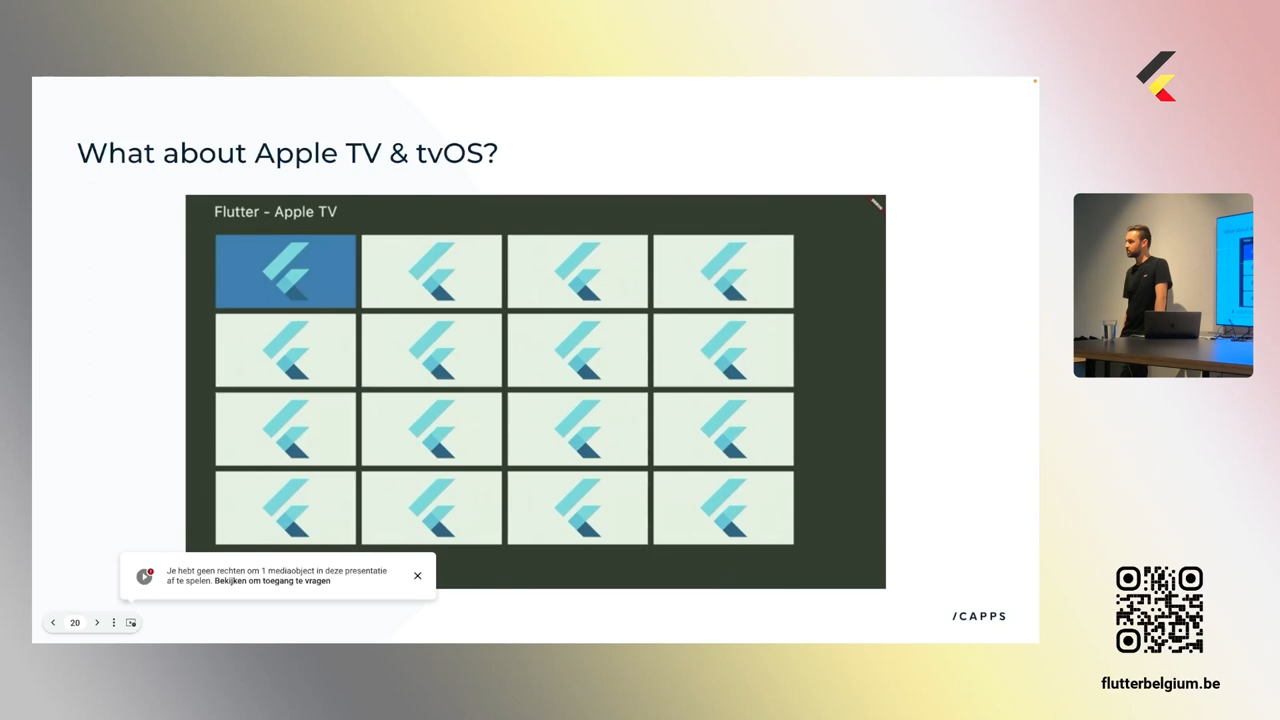 What about Apple TV & tvOS?
Flutter - Apple TV
Je hebt geen rechten om 1 mediaobject in deze presentatie
af te spelen. Bekijken om toegang te vragen
20
/CAPPS
flutterbelgium.be